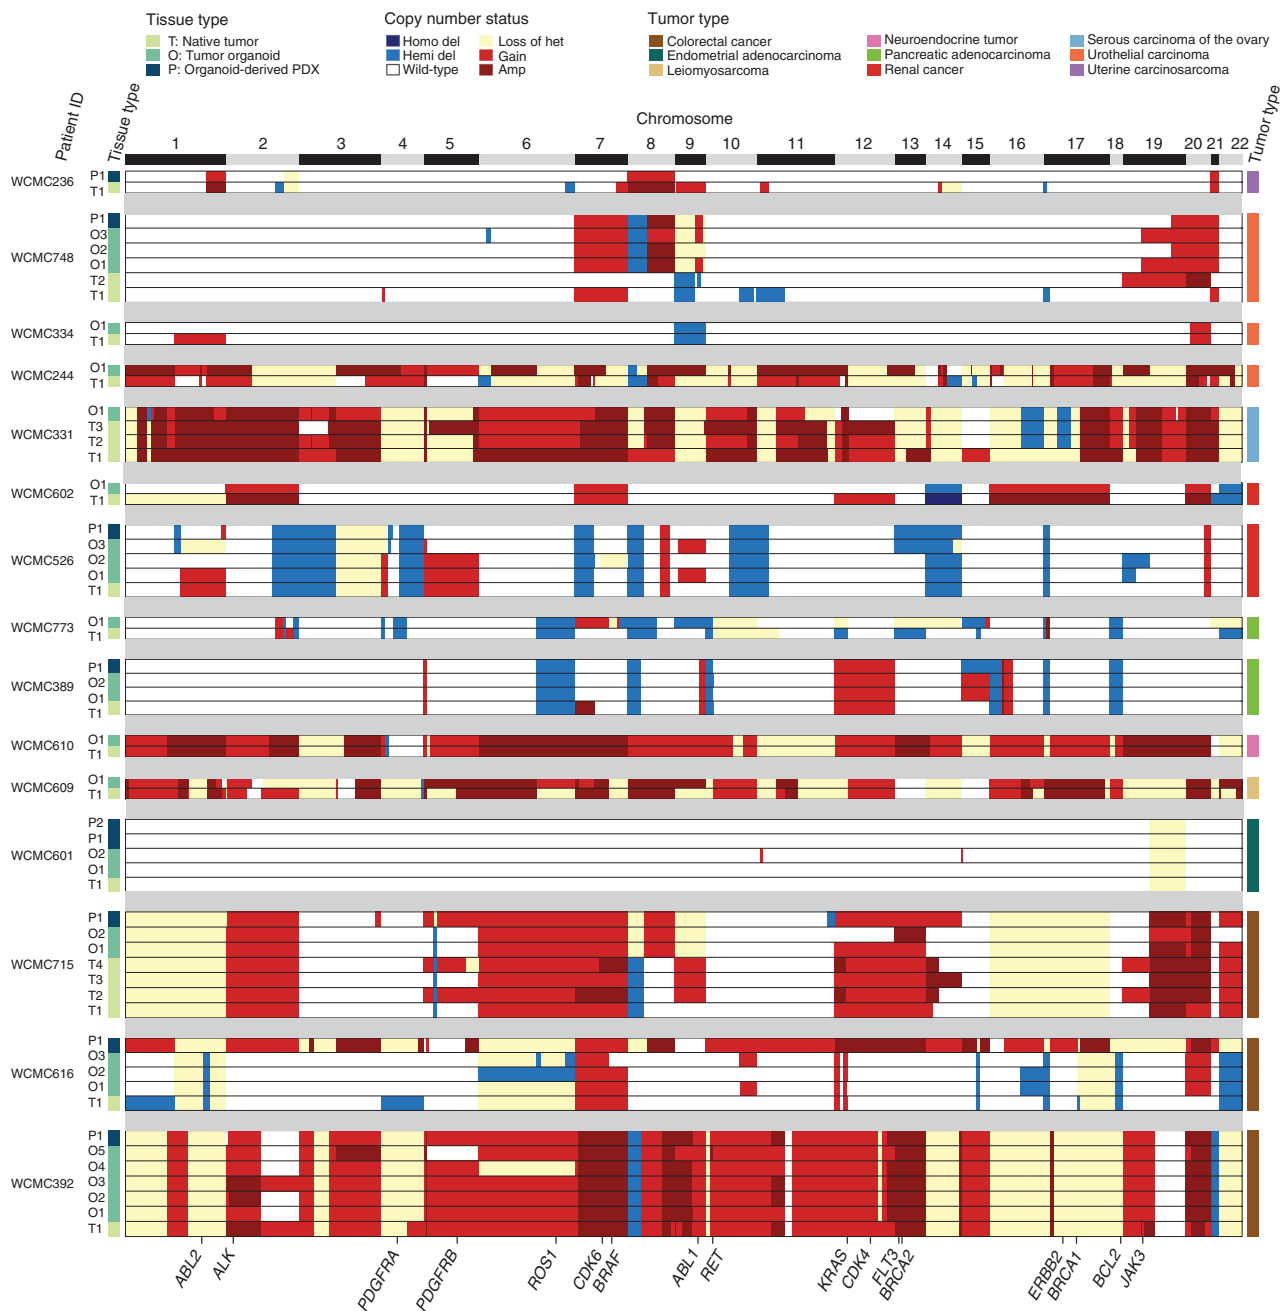 Tissue type
T: Native tumor
O: Tumor organoid
P: Organoid-derived PDX
Copy number status
Homo del
Loss of het
Hemi del
Gain
Wild-type
Amp
Tumor type
Colorectal cancer
Neuroendocrine tumor
Serous carcinoma of the ovary
Endometrial adenocarcinoma
Pancreatic adenocarcinoma
Urothelial carcinoma
Leiomyosarcoma
Renal cancer
Uterine carcinosarcoma
Patient ID
Tissue type
Chromosome
Tumor type
1 2 3 4 5 6 7 8 9 10 11 12 13 14 15 16 17 18 19 20 21 22
WCMC236
P1
T1
WCMC748
P1
O3
O2
O1
T2
T1
WCMC334
O1
T1
WCMC244
O1
T1
WCMC331
O1
T3
T2
T1
WCMC602
O1
T1
WCMC526
P1
O3
O2
O1
T1
WCMC773
O1
T1
WCMC389
P1
O2
O1
T1
WCMC610
O1
T1
WCMC609
O1
T1
WCMC601
P2
P1
O2
O1
T1
WCMC715
P1
O2
O1
T4
T3
T2
T1
WCMC616
P1
O3
O2
O1
T1
WCMC392
P1
O5
O4
O3
O2
O1
T1
ABL2
ALK
PDGFRA
PDGFRB
ROS1
CDK6
BRAF
ABL1
RET
KRAS
CDK4
FLT3
BRCA2
ERBB2
BRCA1
BCL2
JAK3